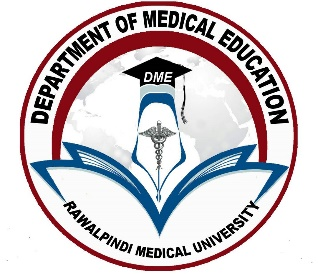 DEPARTMENT OF MEDICAL EDUCATION
DME
RAWALPINDI MEDICAL UNIVERSITY